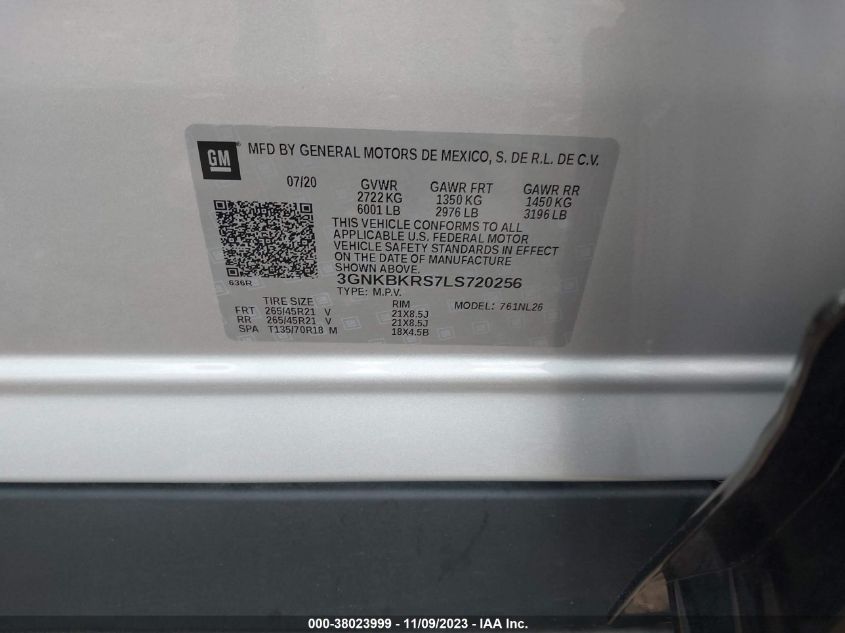 GM
MFD BY GENERAL MOTORS DE MEXICO, S. DE R.L. DE C.V.
07/20 GVWR GAWR FRT GAWR RR
2722 KG 1350 KG 1450 KG
6001 LB 2976 LB 3196 LB
THIS VEHICLE CONFORMS TO ALL
APPLICABLE U.S. FEDERAL MOTOR
VEHICLE SAFETY STANDARDS IN EFFECT
ON THE DATE OF MANUFACTURE
SHOWN ABOVE.
636R 3GNKBKRS7LS720256
TYPE: M.P.V. MODEL: 761NL26
TIRE SIZE RIM
FRT 265/45R21 V 21X8.5J
RR 265/45R21 V 21X8.5J
SPA T135/70R18 M 18X4.5B
000-38023999 - 11/09/2023 - IAA Inc.